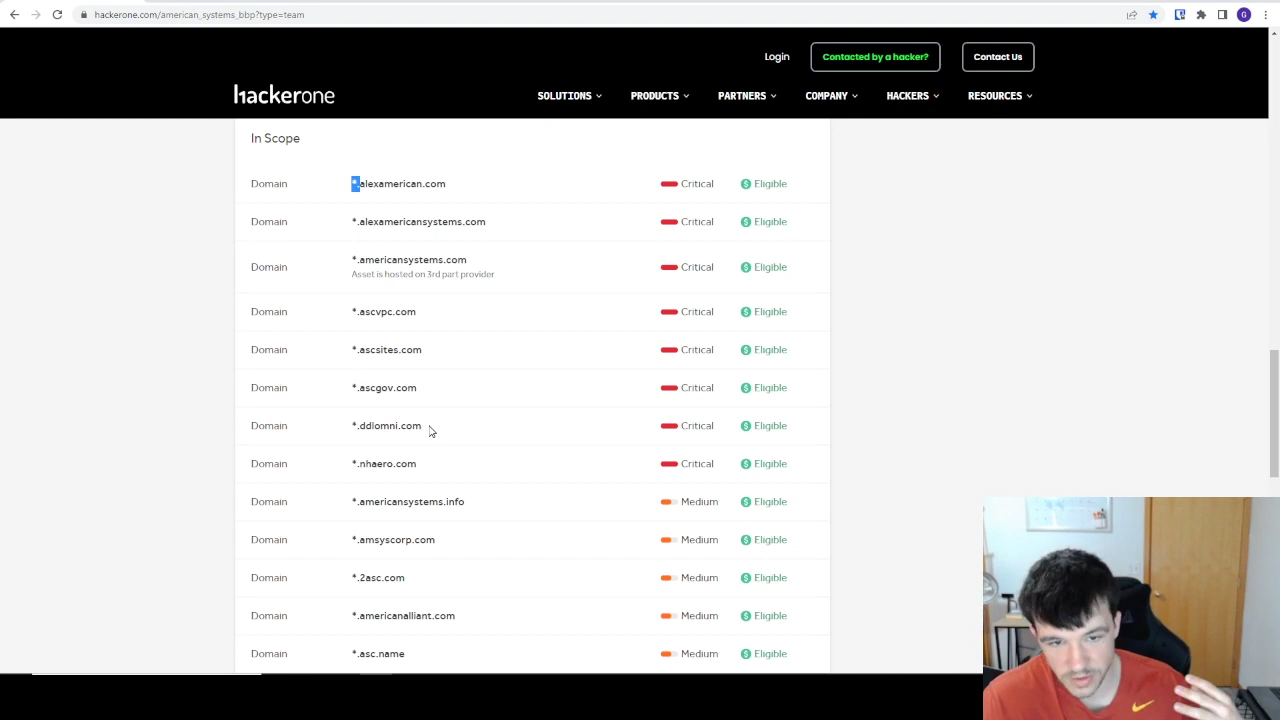 hackerone.com/american_systems_bbp?type=team
G
Login
Contacted by a hacker?
Contact Us
hackerone
SOLUTIONS
PRODUCTS
PARTNERS
COMPANY
HACKERS
RESOURCES
In Scope
Domain *.alexamerican.com Critical Eligible
Domain *.alexamericansystems.com Critical Eligible
Domain *.americansystems.com Critical Eligible
Asset is hosted on 3rd part provider
Domain *.ascvpc.com Critical Eligible
Domain *.ascsites.com Critical Eligible
Domain *.ascgov.com Critical Eligible
Domain *.ddlomni.com Critical Eligible
Domain *.nhaero.com Critical Eligible
Domain *.americansystems.info Medium Eligible
Domain *.amsyscorp.com Medium Eligible
Domain *.2asc.com Medium Eligible
Domain *.americanalliant.com Medium Eligible
Domain *.asc.name Medium Eligible